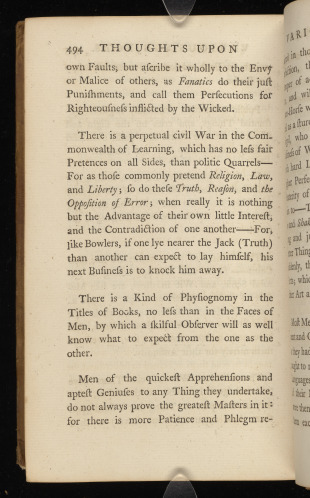 494 THOUGHTS UPON
own Faults; but aſcribe it wholly to the Envy
or Malice of others, as Fanatics do their juſt
Puniſhments, and call them Perſecutions for
Righteouſneſs inflicted by the Wicked.
There is a perpetual civil War in the Com-
monwealth of Learning, which has no leſs fair
Pretences on all Sides, than politic Quarrels—
For as thoſe commonly pretend Religion, Law,
and Liberty; ſo do theſe Truth, Reaſon, and the
Oppoſition of Error; when really it is nothing
but the Advantage of their own little Intereſt,
and the Contradiction of one another——For,
like Bowlers, if one lye nearer the Jack (Truth)
than another can expect to lay himſelf, his
next Buſineſs is to knock him away.
There is a Kind of Phyſiognomy in the
Titles of Books, no leſs than in the Faces of
Men, by which a ſkilful Obſerver will as well
know what to expect from the one as the
other.
Men of the quickeſt Apprehenſions and
apteſt Geniuſes to any Thing they undertake,
do not always prove the greateſt Maſters in it:
for there is more Patience and Phlegm re-